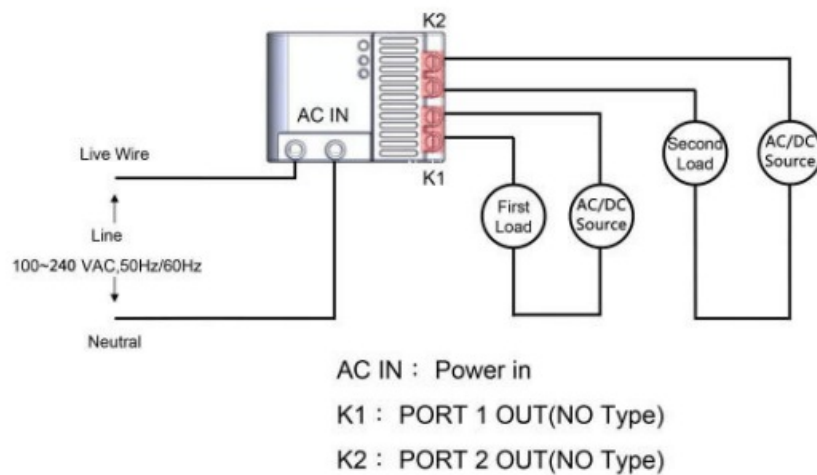 K2
AC IN
K1
Live Wire
Line
100~240 VAC,50Hz/60Hz
Neutral
First
Load
AC/DC
Source
Second
Load
AC/DC
Source
AC IN： Power in
K1： PORT 1 OUT(NO Type)
K2： PORT 2 OUT(NO Type)